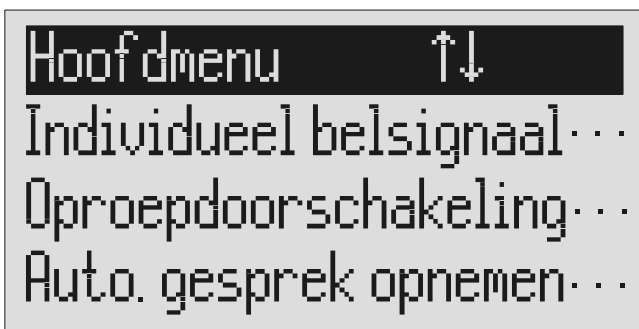 Hoofdmenu ↑↓
Individueel belsignaal···
Oproepdoorschakeling···
Auto. gesprek opnemen···